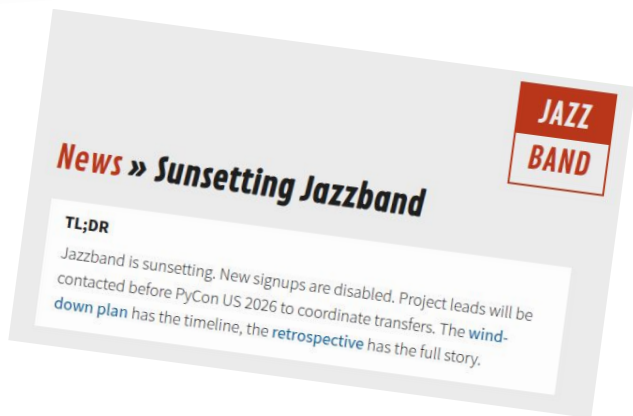 JAZZ
BAND
News » Sunsetting Jazzband
TL;DR
Jazzband is sunsetting. New signups are disabled. Project leads will be
contacted before PyCon US 2026 to coordinate transfers. The wind-
down plan has the timeline, the retrospective has the full story.